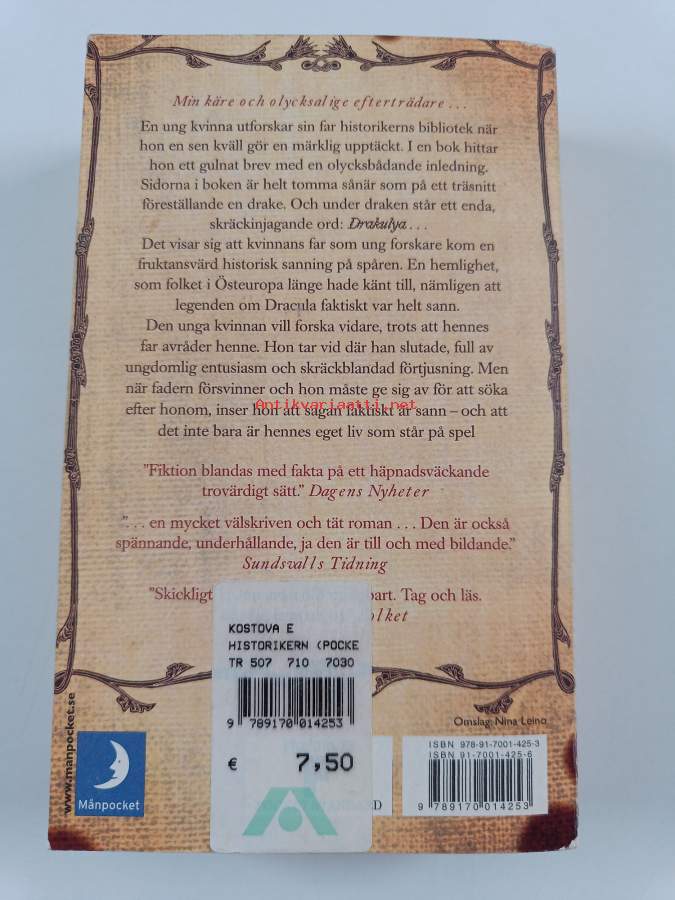 Min käre och olycksalige efterträdare . . .
En ung kvinna utforskar sin far historikerns bibliotek när
hon en sen kväll gör en märklig upptäckt. I en bok hittar
hon ett gulnat brev med en olycksbådande inledning.
Sidorna i boken är helt tomma sånär som på ett träsnitt
föreställande en drake. Och under draken står ett enda,
skräckinjagande ord: Drakulya . . .
Det visar sig att kvinnans far som ung forskare kom en
fruktansvärd historisk sanning på spåren. En hemlighet,
som folket i Östeuropa länge hade känt till, nämligen att
legenden om Dracula faktiskt var helt sann.
Den unga kvinnan vill forska vidare, trots att hennes
far avråder henne. Hon tar vid där han slutade, full av
ungdomlig entusiasm och skräckblandad förtjusning. Men
när fadern försvinner och hon måste ge sig av för att söka
efter honom, inser hon att sagan faktiskt är sann – och att
Antikvariaatti.net
det inte bara är hennes eget liv som står på spel
"Fiktion blandas med fakta på ett häpnadsväckande
trovärdigt sätt." Dagens Nyheter
". . . en mycket välskriven och tät roman . . . Den är också
spännande, underhållande, ja den är till och med bildande."
Sundsvalls Tidning
"Skickligt Tag och läs.
KOSTOVA E
HISTORIKERN (POCKE
TR 507 710 7030
9 789170 014253
€ 7,50
www.manpocket.se
Månpocket
Omslag: Nina Leino
ISBN 978-91-7001-425-3
ISBN 91-7001-425-6
9 789170 014253